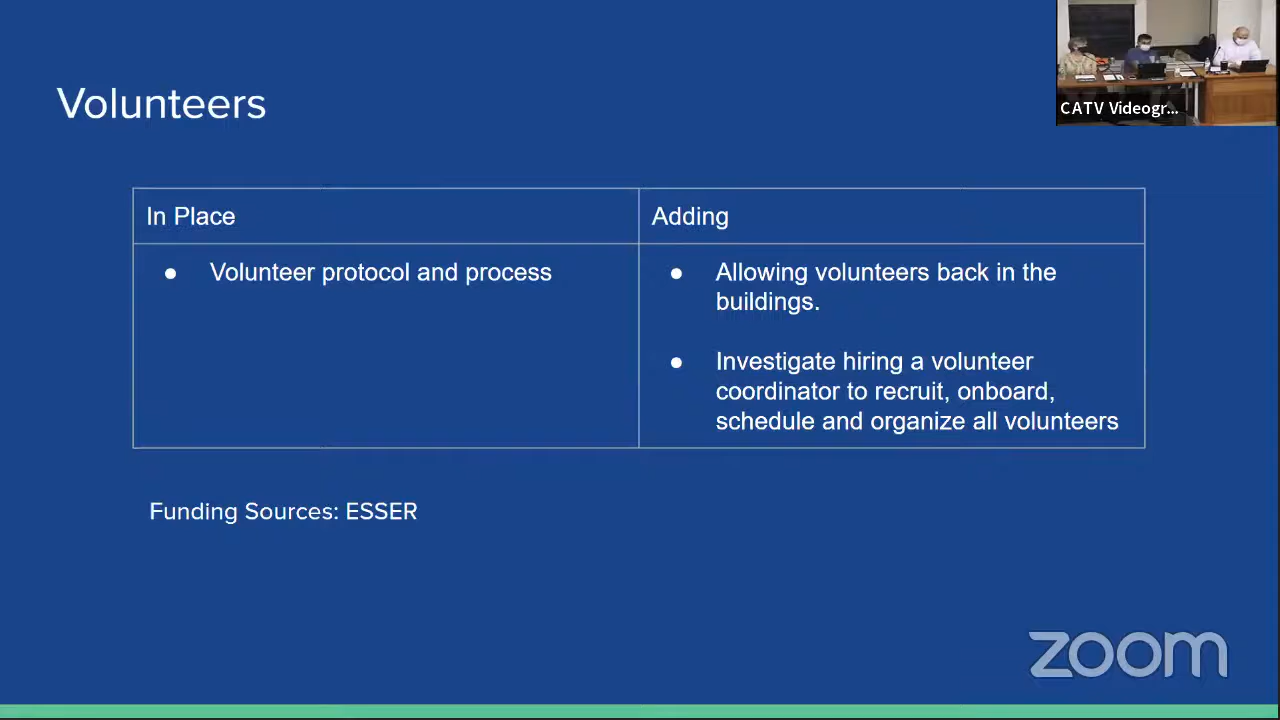 CATV Videogr...
Volunteers
In Place
Adding
● Volunteer protocol and process
● Allowing volunteers back in the
buildings.
● Investigate hiring a volunteer
coordinator to recruit, onboard,
schedule and organize all volunteers
Funding Sources: ESSER
zoom